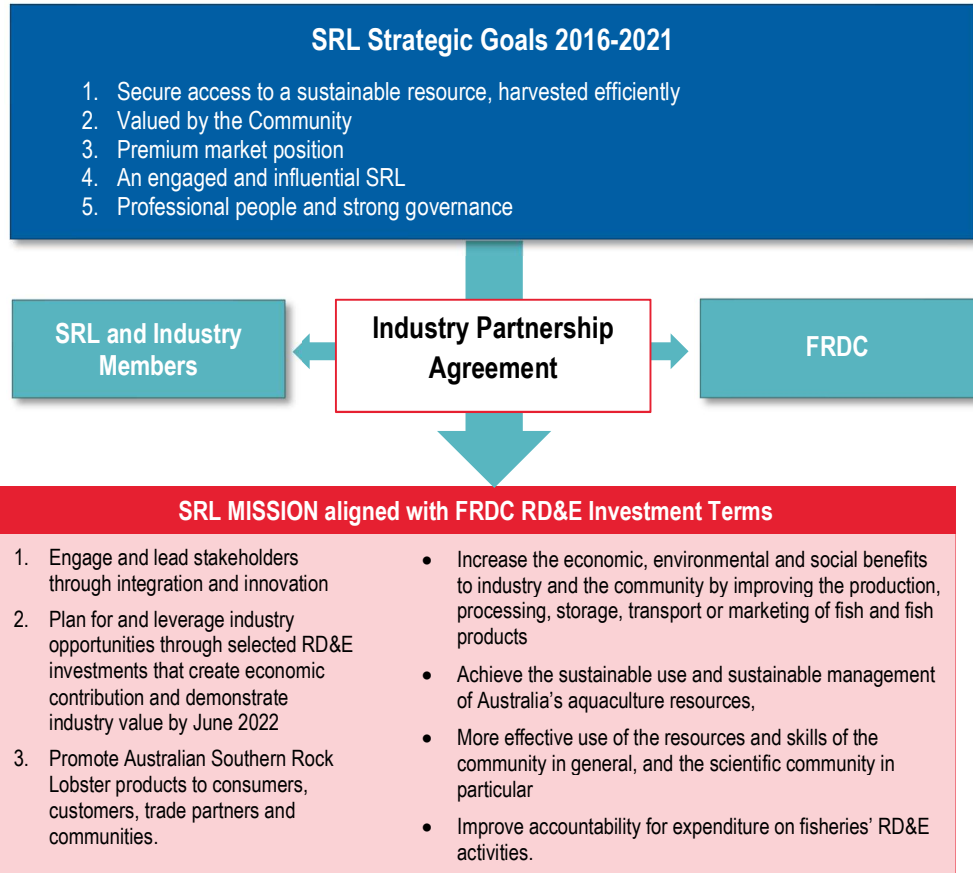 SRL Strategic Goals 2016-2021
1. Secure access to a sustainable resource, harvested efficiently
2. Valued by the Community
3. Premium market position
4. An engaged and influential SRL
5. Professional people and strong governance
SRL and Industry
Members
Industry Partnership
Agreement
FRDC
SRL MISSION aligned with FRDC RD&E Investment Terms
1. Engage and lead stakeholders
through integration and innovation
2. Plan for and leverage industry
opportunities through selected RD&E
investments that create economic
contribution and demonstrate
industry value by June 2022
3. Promote Australian Southern Rock
Lobster products to consumers,
customers, trade partners and
communities.
• Increase the economic, environmental and social benefits
to industry and the community by improving the production,
processing, storage, transport or marketing of fish and fish
products
• Achieve the sustainable use and sustainable management
of Australia’s aquaculture resources,
• More effective use of the resources and skills of the
community in general, and the scientific community in
particular
• Improve accountability for expenditure on fisheries’ RD&E
activities.